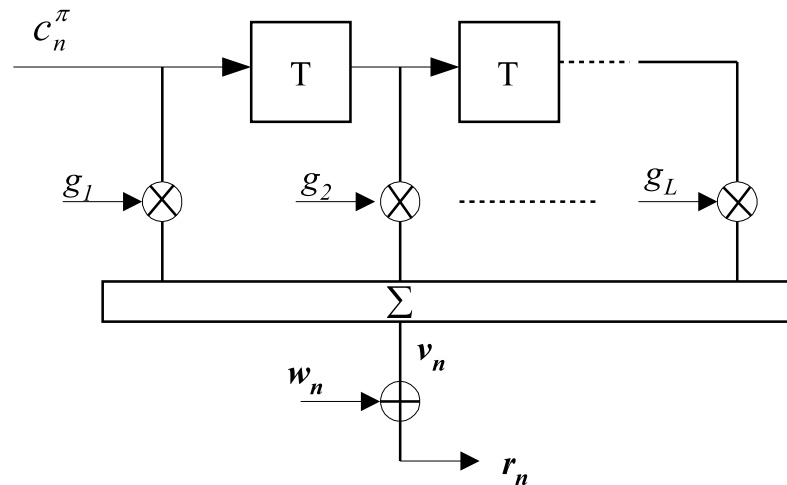 c_n^π
T T
g_1 g_2 g_L
Σ
v_n
w_n
r_n